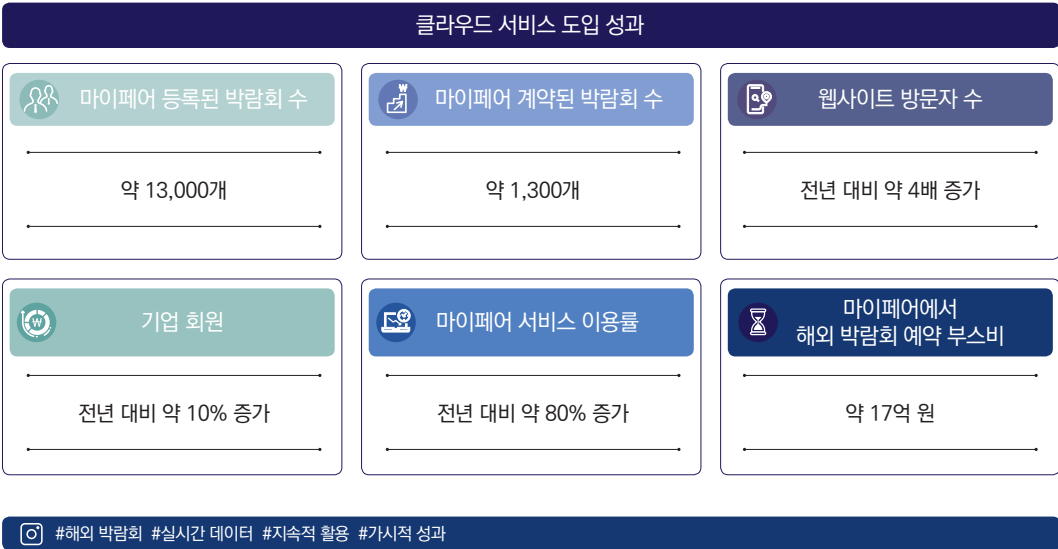 클라우드 서비스 도입 성과
마이페어 등록된 박람회 수
약 13,000개
마이페어 계약된 박람회 수
약 1,300개
웹사이트 방문자 수
전년 대비 약 4배 증가
기업 회원
전년 대비 약 10% 증가
마이페어 서비스 이용률
전년 대비 약 80% 증가
마이페어에서
해외 박람회 예약 부스비
약 17억 원
#해외 박람회 #실시간 데이터 #지속적 활용 #가시적 성과